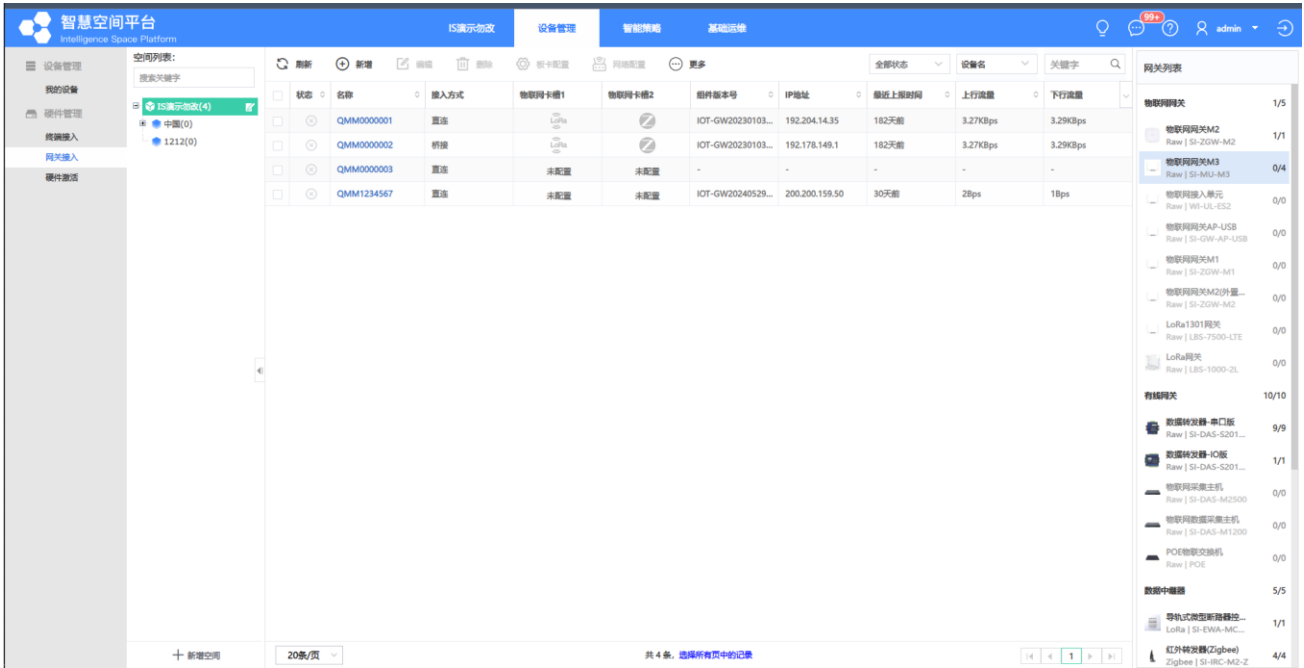 智慧空间平台
Intelligence Space Platform
IS演示勿改
设备管理
智能策略
基础运维
99+
admin
设备管理
我的设备
硬件管理
终端接入
网关接入
硬件激活
空间列表:
搜索关键字
IS演示勿改(4)
中国(0)
1212(0)
新增空间
刷新 新增 编辑 删除 板卡配置 网络配置 更多 全部状态 设备名 关键字
状态 名称 接入方式 物联网卡槽1 物联网卡槽2 组件版本号 IP地址 最近上报时间 上行流量 下行流量
QMM0000001 直连 LoRa IOT-GW20230103... 192.204.14.35 182天前 3.27KBps 3.29KBps
QMM0000002 桥接 LoRa IOT-GW20230103... 192.178.149.1 182天前 3.27KBps 3.29KBps
QMM0000003 直连 未配置 未配置 - - - - -
QMM1234567 直连 未配置 未配置 IOT-GW20240529... 200.200.159.50 30天前 2Bps 1Bps
20条/页
共 4 条, 选择所有页中的记录
1
网关列表
物联网网关 1/5
物联网网关M2
Raw | SI-ZGW-M2 1/1
物联网网关M3
Raw | SI-MU-M3 0/4
物联网接入单元
Raw | WI-UL-ES2 0/0
物联网网关AP-USB
Raw | SI-GW-AP-USB 0/0
物联网网关M1
Raw | SI-ZGW-M1 0/0
物联网网关M2(外置...
Raw | SI-ZGW-M2 0/0
LoRa1301网关
Raw | LBS-7500-LTE 0/0
LoRa网关
Raw | LBS-1000-2L 0/0
有线网关 10/10
数据转发器-串口版
Raw | SI-DAS-S201... 9/9
数据转发器-IO版
Raw | SI-DAS-S201... 1/1
物联网采集主机
Raw | SI-DAS-M2500 0/0
物联网数据采集主机
Raw | SI-DAS-M1200 0/0
POE物联交换机
Raw | POE 0/0
数据中继器 5/5
导轨式微型断路器控...
LoRa | SI-EWA-MC... 1/1
红外转发器(Zigbee)
Zigbee | SI-IRC-M2-Z 4/4